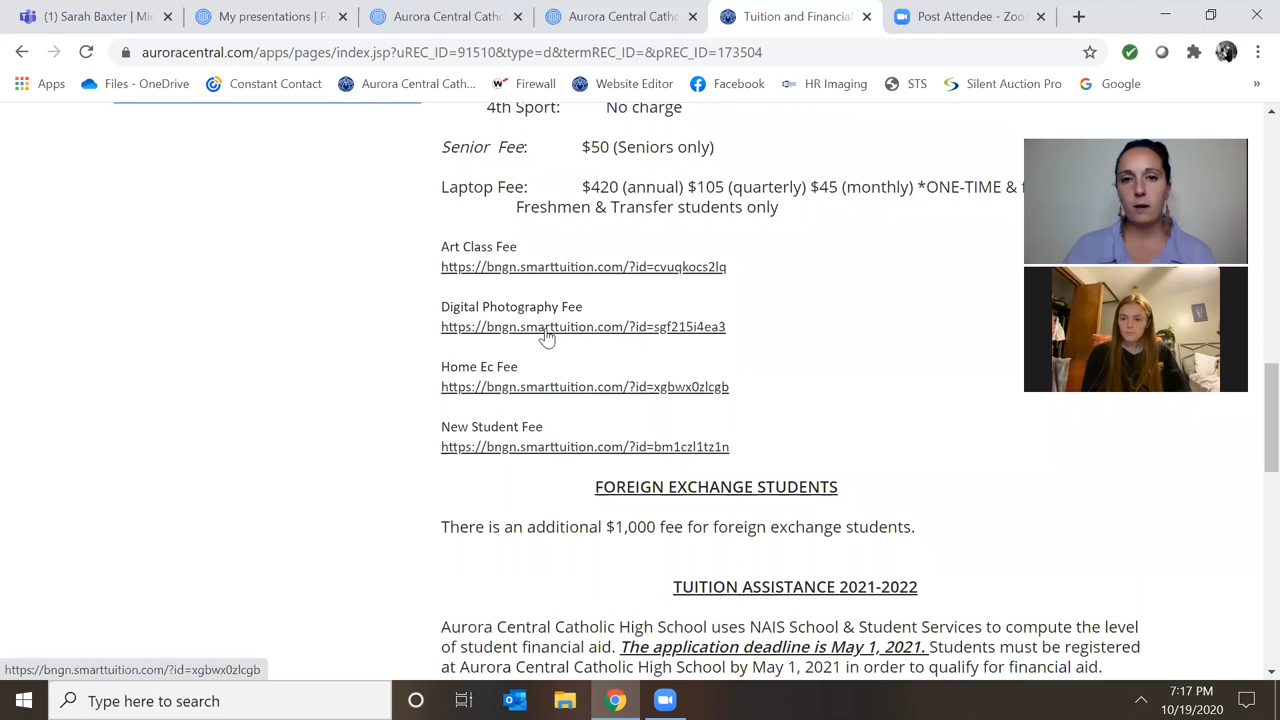 (1) Sarah Baxter | Mic
My presentations | P
Aurora Central Catho
Aurora Central Catho
Tuition and Financial
Post Attendee - Zoo
auroracentral.com/apps/pages/index.jsp?uREC_ID=91510&type=d&termREC_ID=&pREC_ID=173504
Apps
Files - OneDrive
Constant Contact
Aurora Central Cath...
Firewall
Website Editor
Facebook
HR Imaging
STS
Silent Auction Pro
Google
»
4th Sport: No charge
Senior Fee: $50 (Seniors only)
Laptop Fee: $420 (annual) $105 (quarterly) $45 (monthly) *ONE-TIME &
Freshmen & Transfer students only
Art Class Fee
https://bngn.smarttuition.com/?id=cvuqkocs2lq
Digital Photography Fee
https://bngn.smarttuition.com/?id=sgf215i4ea3
Home Ec Fee
https://bngn.smarttuition.com/?id=xgbwx0zlcgb
New Student Fee
https://bngn.smarttuition.com/?id=bm1czl1tz1n
FOREIGN EXCHANGE STUDENTS
There is an additional $1,000 fee for foreign exchange students.
TUITION ASSISTANCE 2021-2022
Aurora Central Catholic High School uses NAIS School & Student Services to compute the level
of student financial aid. The application deadline is May 1, 2021. Students must be registered
at Aurora Central Catholic High School by May 1, 2021 in order to qualify for financial aid.
https://bngn.smarttuition.com/?id=xgbwx0zlcgb
Type here to search
7:17 PM
10/19/2020